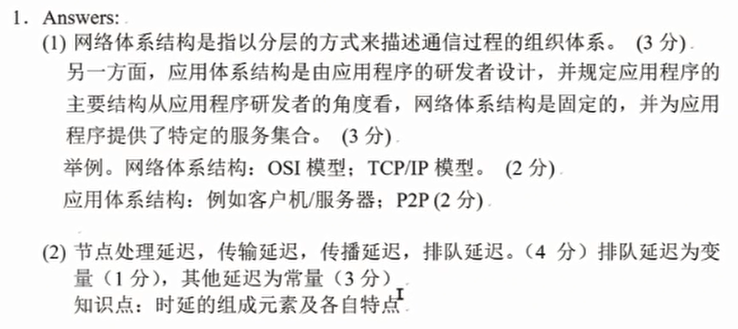 1. Answers:
(1) 网络体系结构是指以分层的方式来描述通信过程的组织体系。 (3 分)
另一方面，应用体系结构是由应用程序的研发者设计，并规定应用程序的
主要结构从应用程序研发者的角度看，网络体系结构是固定的，并为应用
程序提供了特定的服务集合。 (3 分)
举例。网络体系结构：OSI 模型；TCP/IP 模型。 (2 分)
应用体系结构：例如客户机/服务器；P2P (2 分)
(2) 节点处理延迟，传输延迟，传播延迟，排队延迟。（4 分）排队延迟为变
量（1 分），其他延迟为常量（3 分）
知识点：时延的组成元素及各自特点